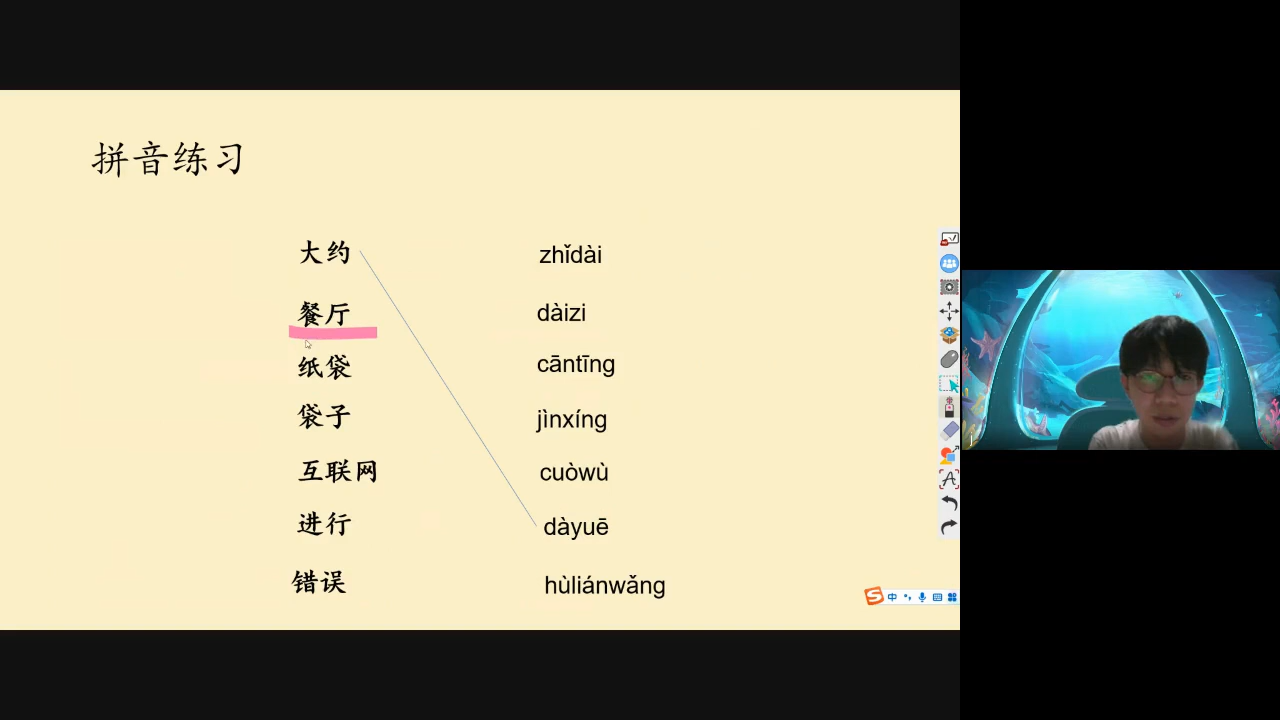 拼音练习
大约 zhǐdài
餐厅 dàizi
纸袋 cāntīng
袋子 jìnxíng
互联网 cuòwù
进行 dàyuē
错误 hùliánwǎng
中